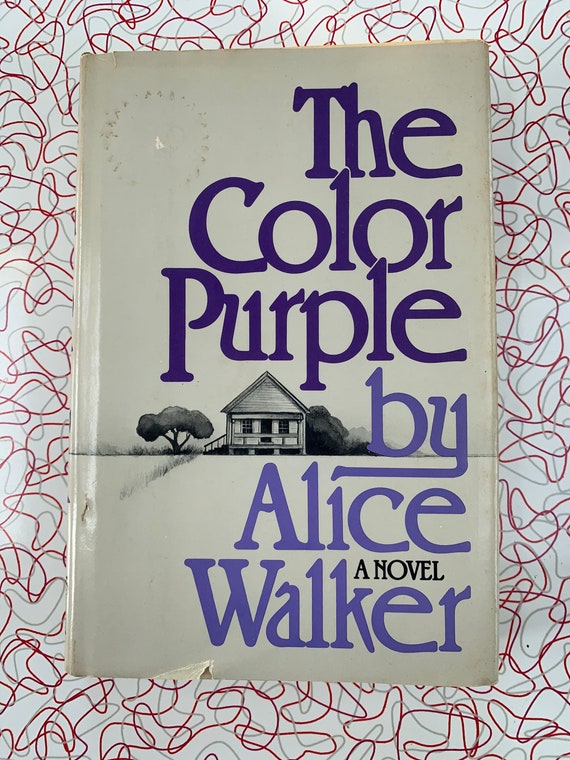 The
Color
Purple
by
Alice
A NOVEL
Walker